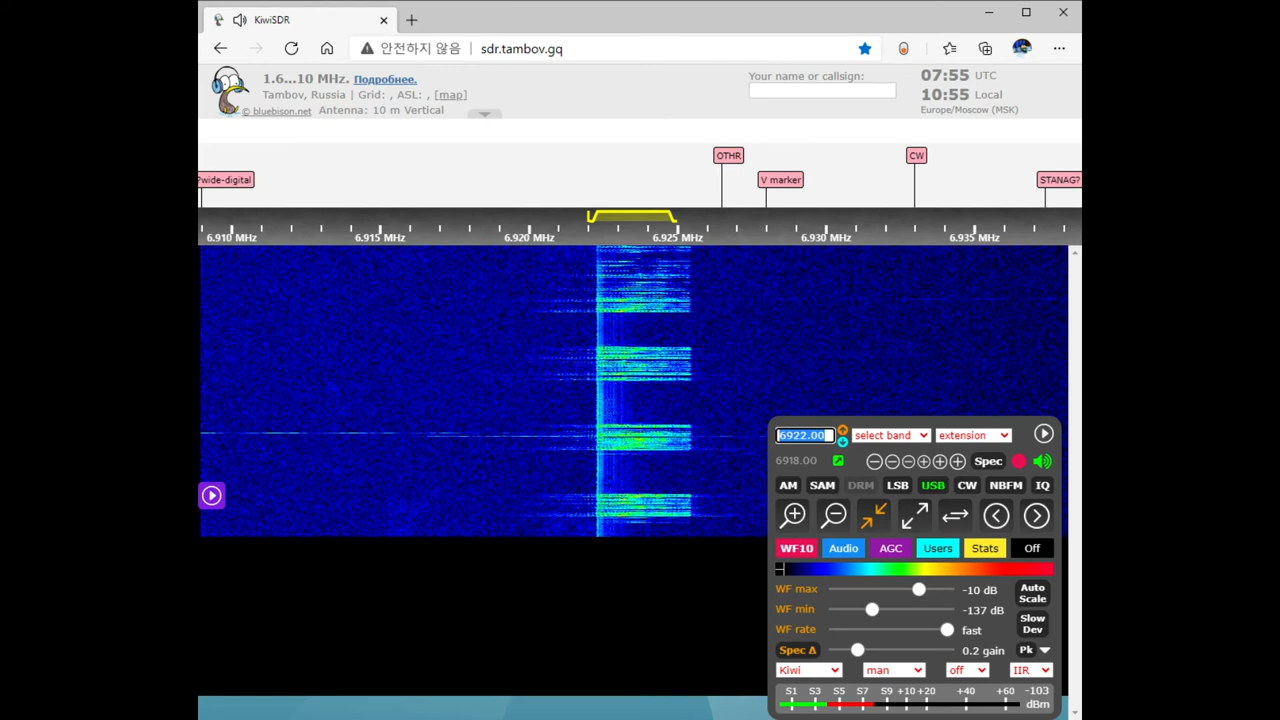 KiwiSDR
안전하지 않음 sdr.tambov.gq
1.6...10 MHz. Подробнее.
Tambov, Russia | Grid: , ASL: , [map]
© bluebison.net Antenna: 10 m Vertical
Your name or callsign:
07:55 UTC
10:55 Local
Europe/Moscow (MSK)
OTHR
CW
?wide-digital
V marker
STANAG?
6.910 MHz 6.915 MHz 6.920 MHz 6.925 MHz 6.930 MHz 6.935 MHz
6922.00 select band extension
6918.00 Spec
AM SAM DRM LSB USB CW NBFM IQ
WF10 Audio AGC Users Stats Off
WF max -10 dB Auto Scale
WF min -137 dB
WF rate fast Slow Dev
Spec Δ 0.2 gain Pk
Kiwi man off IIR
S1 S3 S5 S7 S9 +10 +20 +40 +60 -103 dBm